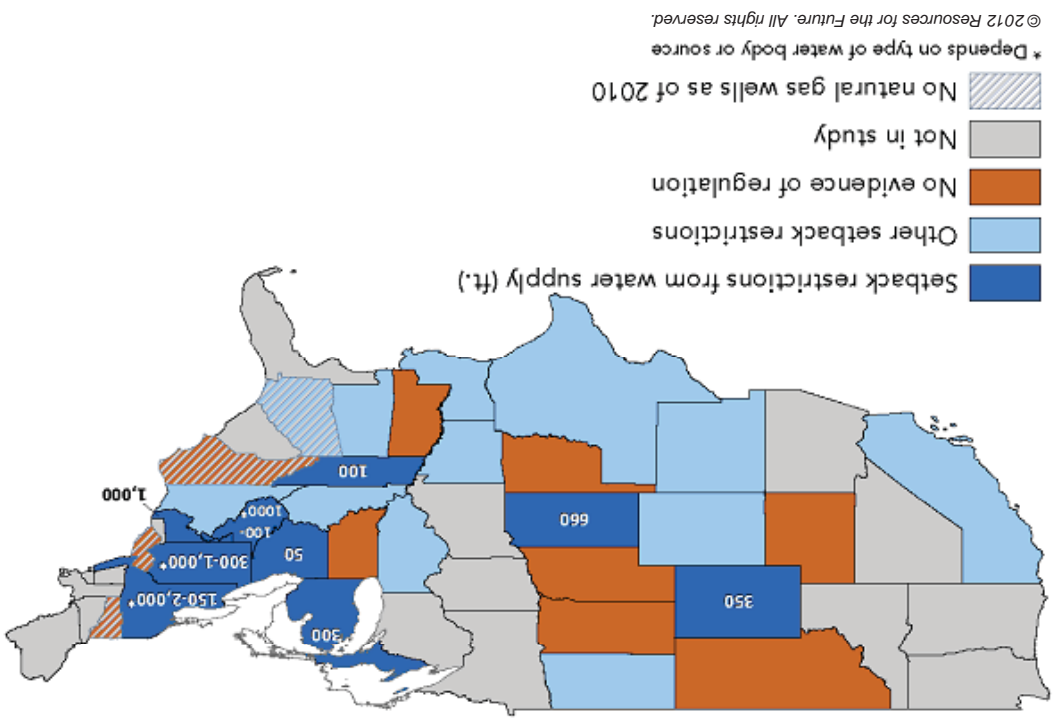 300
350
150-2,000*
50
300-1,000*
100-
1000*
660
1,000
100
Setback restrictions from water supply (ft.)
Other setback restrictions
No evidence of regulation
Not in study
No natural gas wells as of 2010
* Depends on type of water body or source
©2012 Resources for the Future. All rights reserved.